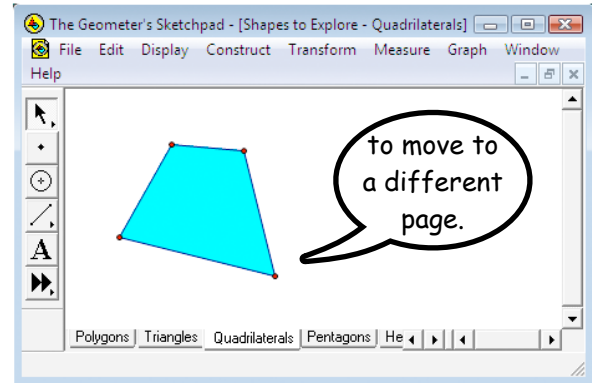 The Geometer's Sketchpad - [Shapes to Explore - Quadrilaterals]
File Edit Display Construct Transform Measure Graph Window
Help
to move to
a different
page.
A
Polygons Triangles Quadrilaterals Pentagons He